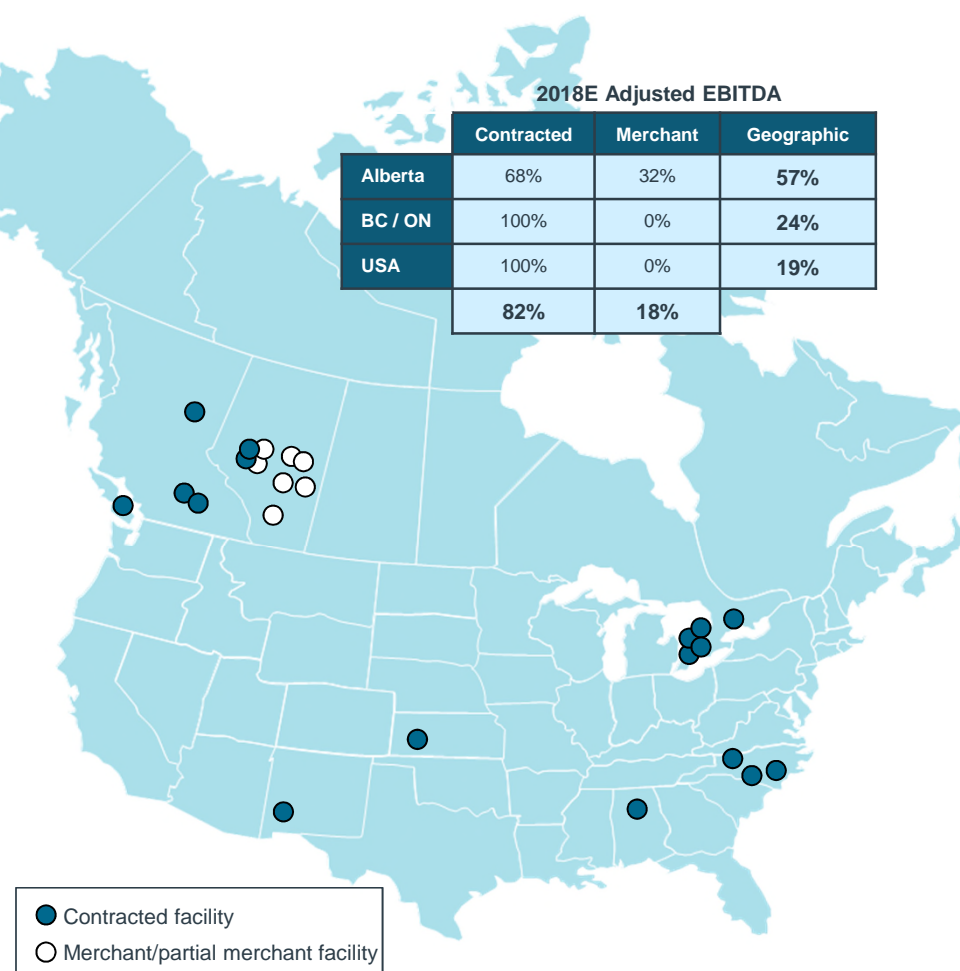 2018E Adjusted EBITDA
Contracted Merchant Geographic
Alberta 68% 32% 57%
BC / ON 100% 0% 24%
USA 100% 0% 19%
82% 18%
Contracted facility
Merchant/partial merchant facility